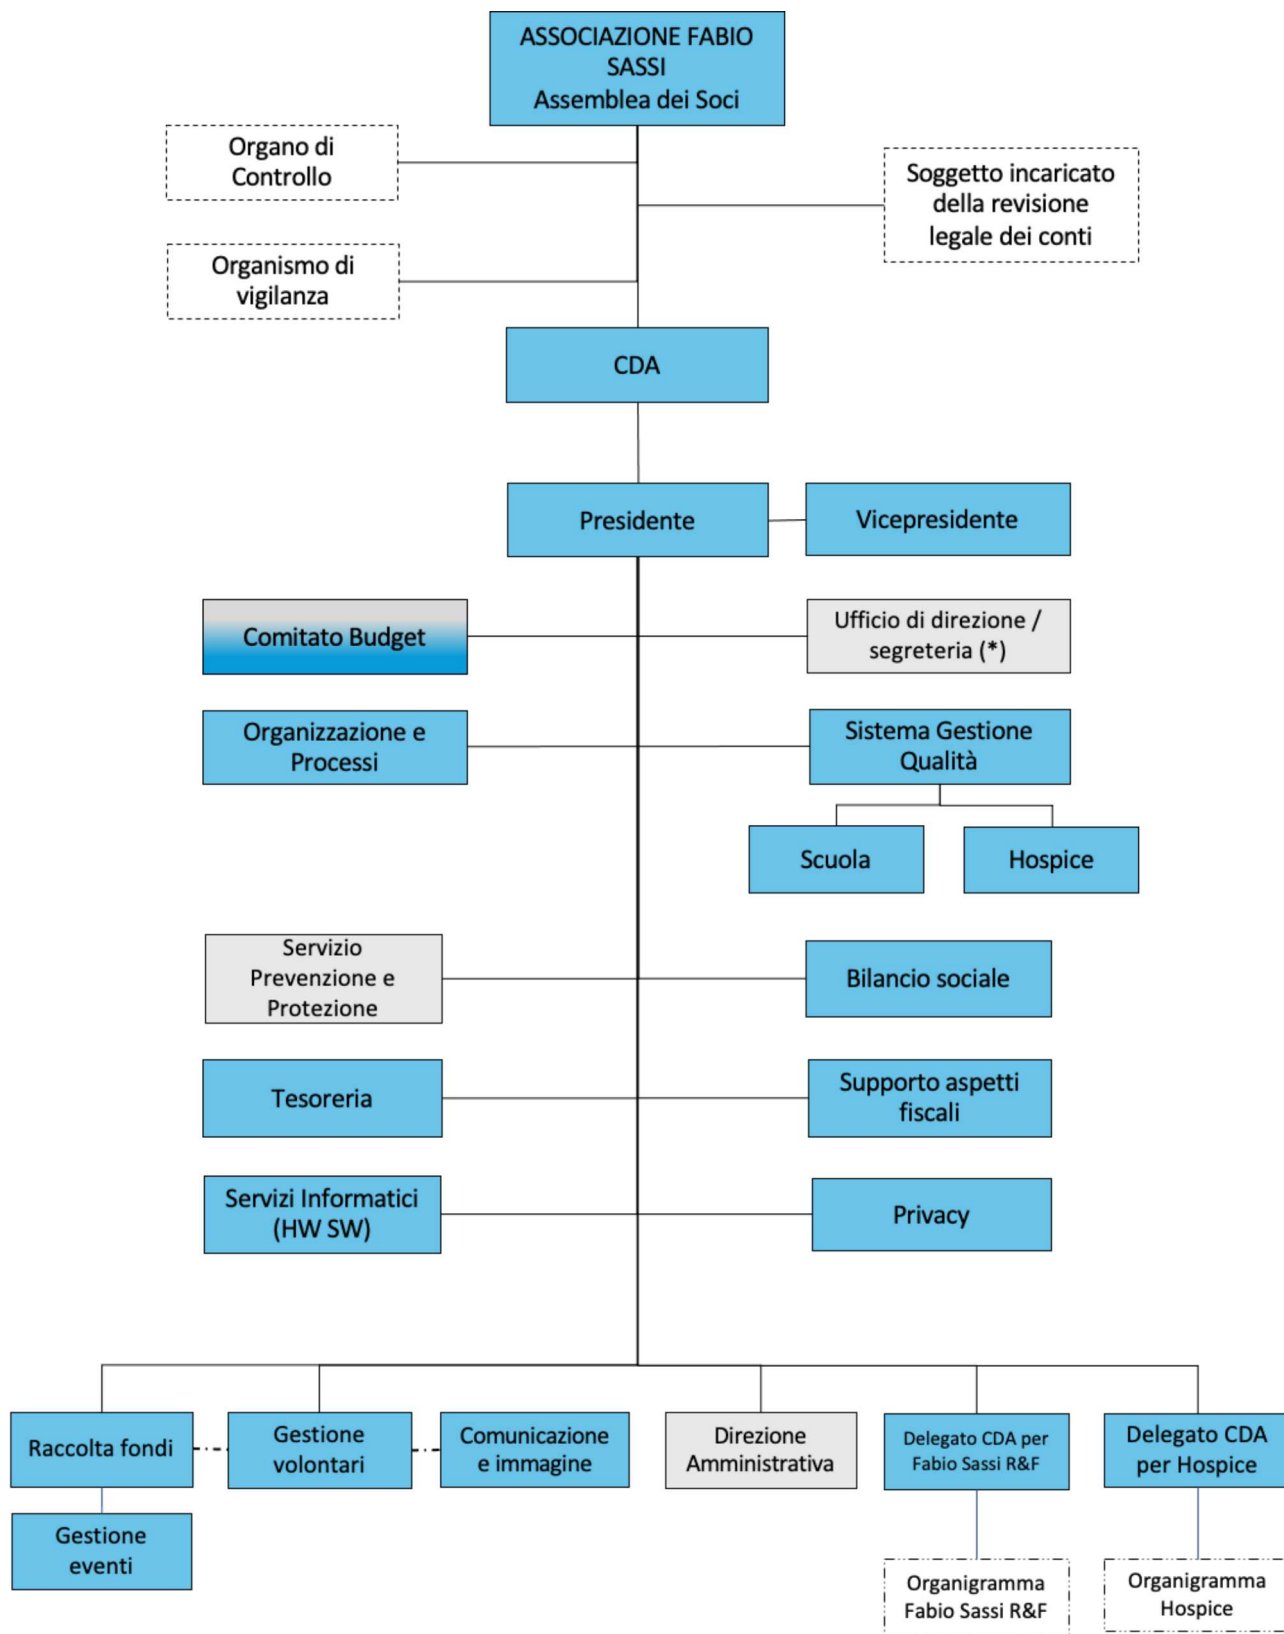 ASSOCIAZIONE FABIO
SASSI
Assemblea dei Soci
Organo di
Controllo
Soggetto incaricato
della revisione
legale dei conti
Organismo di
vigilanza
CDA
Presidente
Vicepresidente
Comitato Budget
Ufficio di direzione /
segreteria (*)
Organizzazione e
Processi
Sistema Gestione
Qualità
Scuola
Hospice
Servizio
Prevenzione e
Protezione
Bilancio sociale
Tesoreria
Supporto aspetti
fiscali
Servizi Informatici
(HW SW)
Privacy
Raccolta fondi
Gestione
volontari
Comunicazione
e immagine
Direzione
Amministrativa
Delegato CDA per
Fabio Sassi R&F
Delegato CDA
per Hospice
Gestione
eventi
Organigramma
Fabio Sassi R&F
Organigramma
Hospice